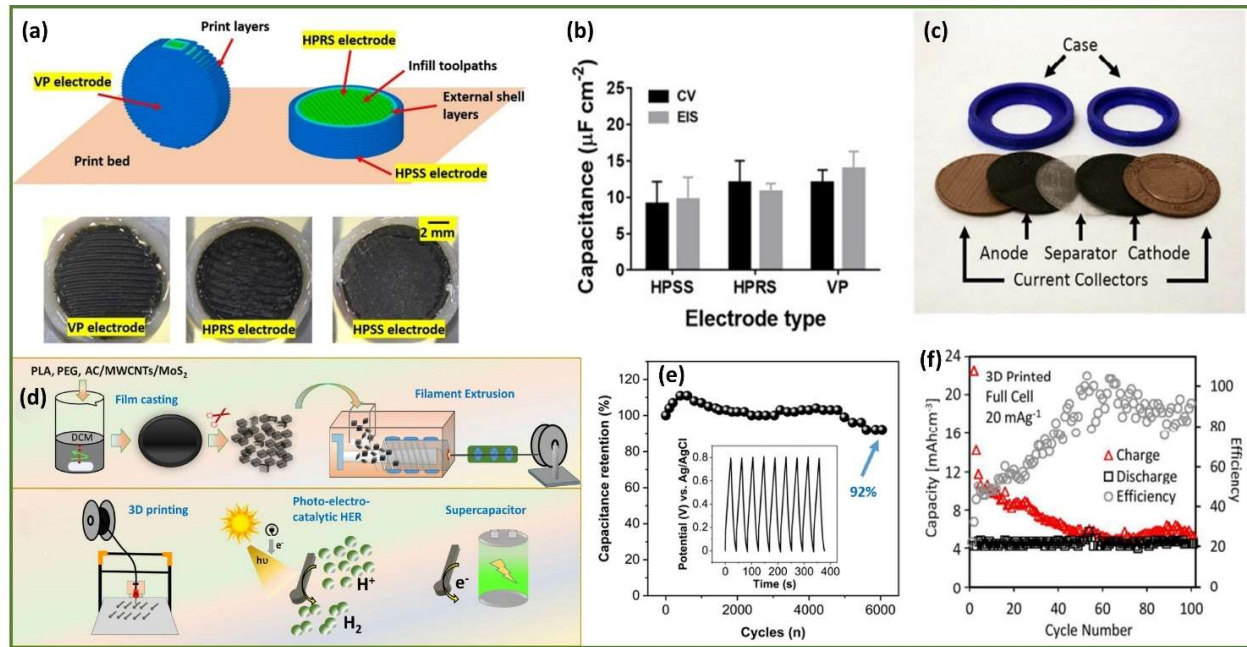 (a)
Print layers
HPRS electrode
VP electrode
Infill toolpaths
External shell
layers
Print bed
HPSS electrode
2 mm
VP electrode
HPRS electrode
HPSS electrode
(b)
Capacitance (μF cm⁻²)
25
20
15
10
5
0
CV
EIS
HPSS
HPRS
VP
Electrode type
(c)
Case
Anode
Separator
Cathode
Current Collectors
(d)
PLA, PEG, AC/MWCNTs/MoS₂
DCM
Film casting
Filament Extrusion
3D printing
Photo-electro-
catalytic HER
hυ
e⁻
H⁺
H₂
Supercapacitor
e⁻
(e)
Capacitance retention (%)
120
100
80
60
40
20
0
0 2000 4000 6000
Cycles (n)
92%
Potential (V) vs. Ag/AgCl
0.8
0.6
0.4
0.2
0
0 100 200 300 400
Time (s)
(f)
Capacity [mAhcm⁻³]
24
20
16
12
8
4
0
3D Printed
Full Cell
20 mAg⁻¹
Charge
Discharge
Efficiency
100
80
60
40
20
0
Efficiency
0 20 40 60 80 100
Cycle Number